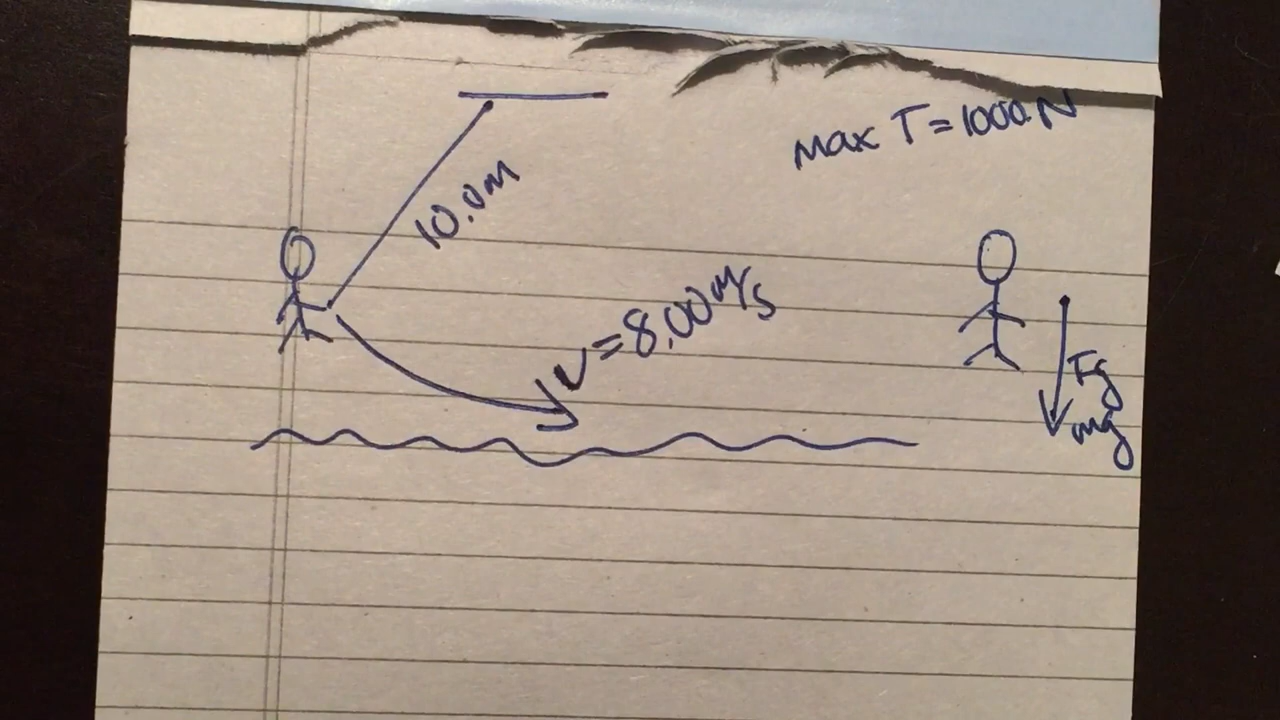 max T = 1000.N
10.0m
v = 8.00 m/s
Fg
mg